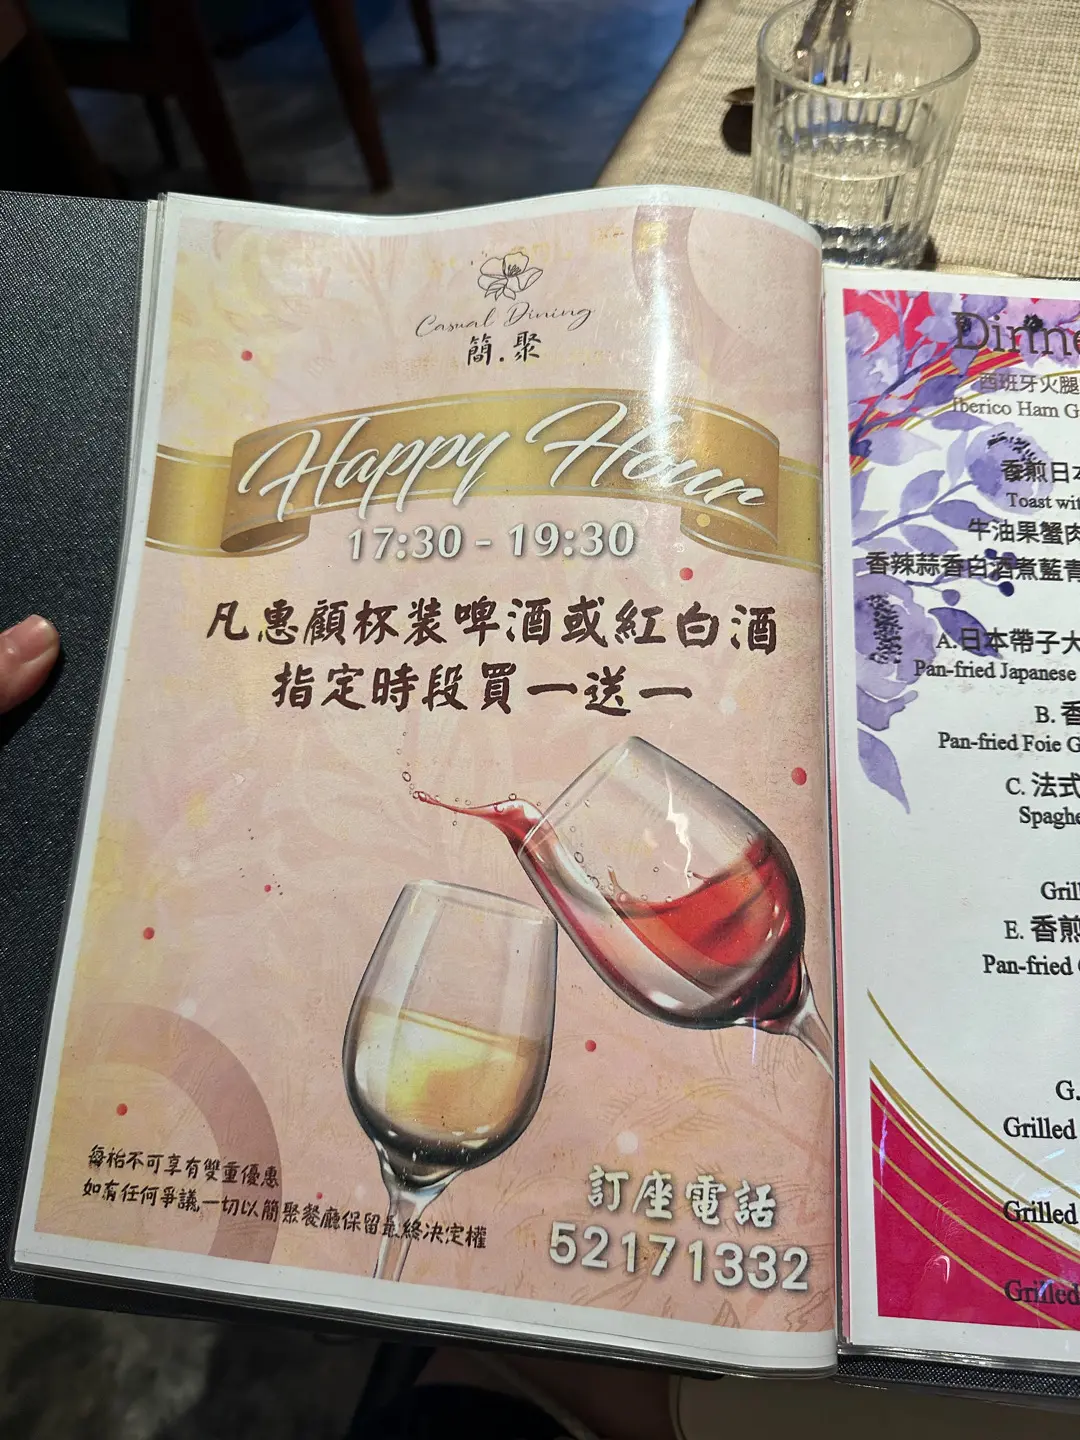 Casual Dining
簡.聚
Happy Hour
17:30 - 19:30
凡惠顧杯裝啤酒或紅白酒
指定時段買一送一
每枱不可享有雙重優惠
如有任何爭議一切以簡聚餐廳保留最終決定權
訂座電話
52171332
Dinne
西班牙火腿
Iberico Ham G
香煎日本
Toast wit
牛油果蟹肉
香辣蒜香白酒煮藍青
A.日本帶子大
Pan-fried Japanese
B. 香
Pan-fried Foie G
C. 法式
Spaghe
Gril
E. 香煎
Pan-fried
G.
Grilled
Grilled
Grilled